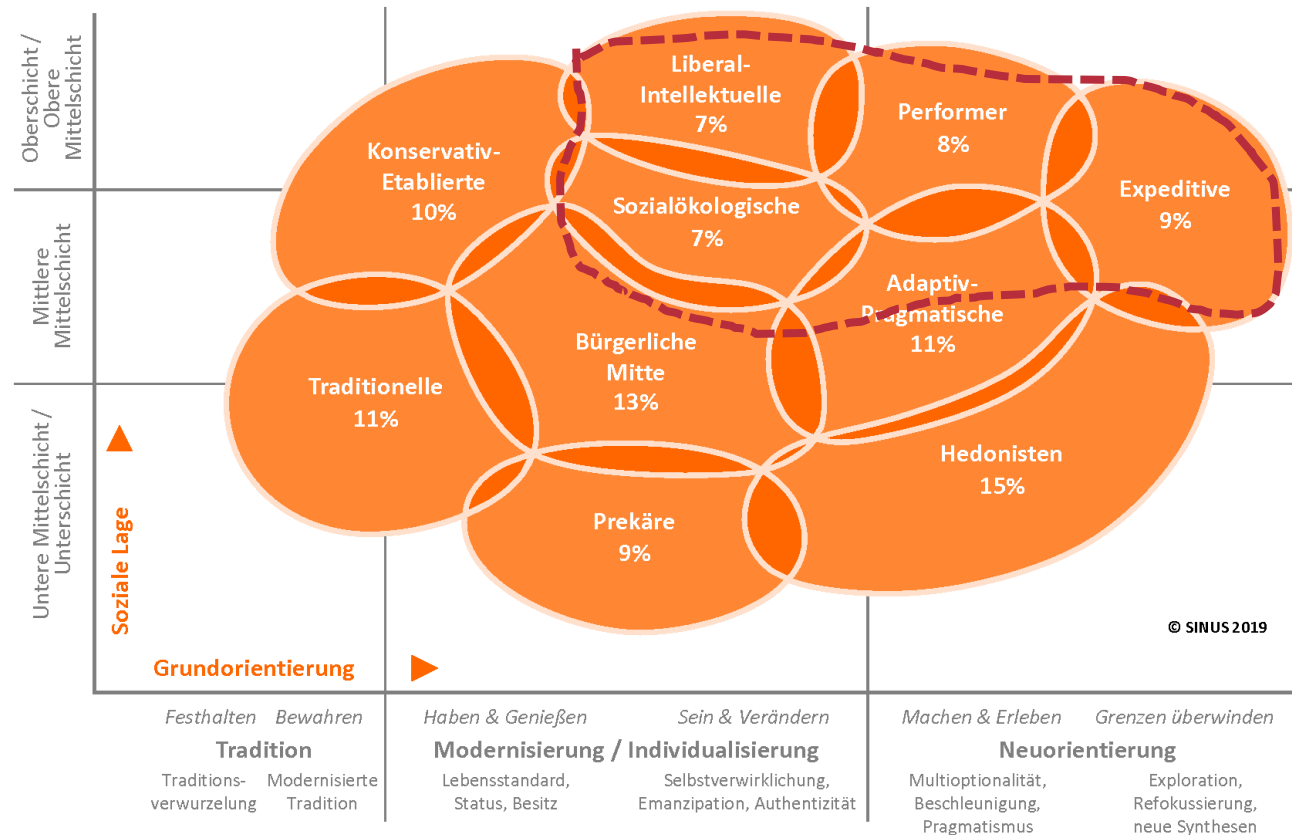 Oberschicht /
Obere
Mittelschicht
Mittlere
Mittelschicht
Untere Mittelschicht /
Unterschicht
Soziale Lage
Liberal-
Intellektuelle
7%
Performer
8%
Konservativ-
Etablierte
10%
Sozialökologische
7%
Expeditive
9%
Adaptiv-
Pragmatische
11%
Bürgerliche
Mitte
13%
Traditionelle
11%
Hedonisten
15%
Prekäre
9%
© SINUS 2019
Grundorientierung
Festhalten Bewahren
Tradition
Traditions-
verwurzelung
Modernisierte
Tradition
Haben & Genießen Sein & Verändern
Modernisierung / Individualisierung
Lebensstandard,
Status, Besitz
Selbstverwirklichung,
Emanzipation, Authentizität
Machen & Erleben Grenzen überwinden
Neuorientierung
Multioptionalität,
Beschleunigung,
Pragmatismus
Exploration,
Refokussierung,
neue Synthesen